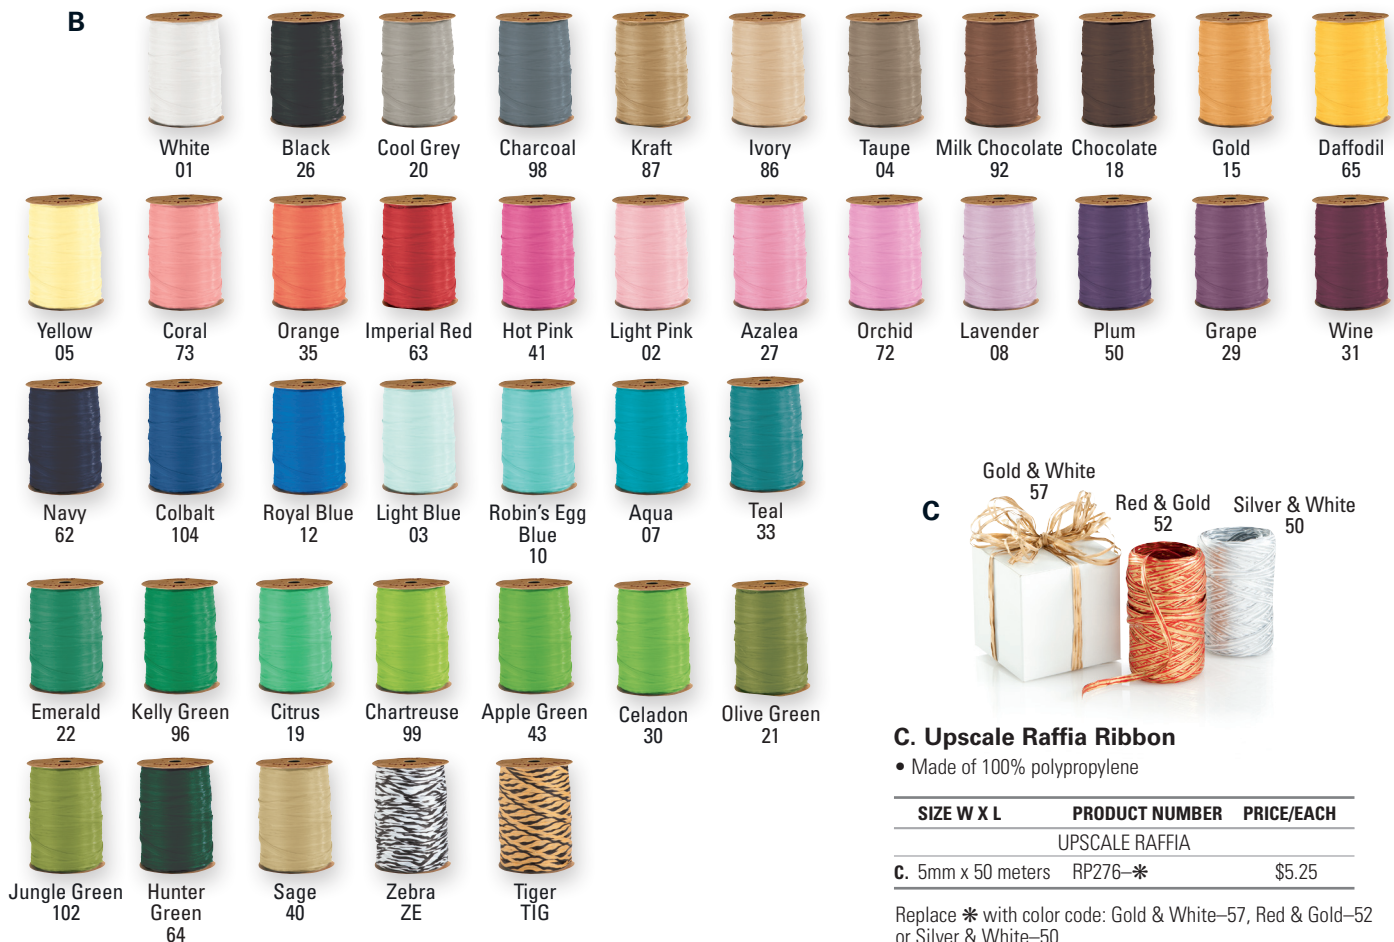 B
White Black Cool Grey Charcoal Kraft Ivory Taupe Milk Chocolate Chocolate Gold Daffodil
01 26 20 98 87 86 04 92 18 15 65
Yellow Coral Orange Imperial Red Hot Pink Light Pink Azalea Orchid Lavender Plum Grape Wine
05 73 35 63 41 02 27 72 08 50 29 31
Navy Colbalt Royal Blue Light Blue Robin's Egg Aqua Teal
62 104 12 03 Blue 07 33
10
Emerald Kelly Green Citrus Chartreuse Apple Green Celadon Olive Green
22 96 19 99 43 30 21
Jungle Green Hunter Sage Zebra Tiger
102 Green 40 ZE TIG
64
C
Gold & White
57
Red & Gold
52
Silver & White
50
C. Upscale Raffia Ribbon
• Made of 100% polypropylene
SIZE W X L PRODUCT NUMBER PRICE/EACH
UPSCALE RAFFIA
C. 5mm x 50 meters RP276–❋ $5.25
Replace ❋ with color code: Gold & White–57, Red & Gold–52
or Silver & White–50